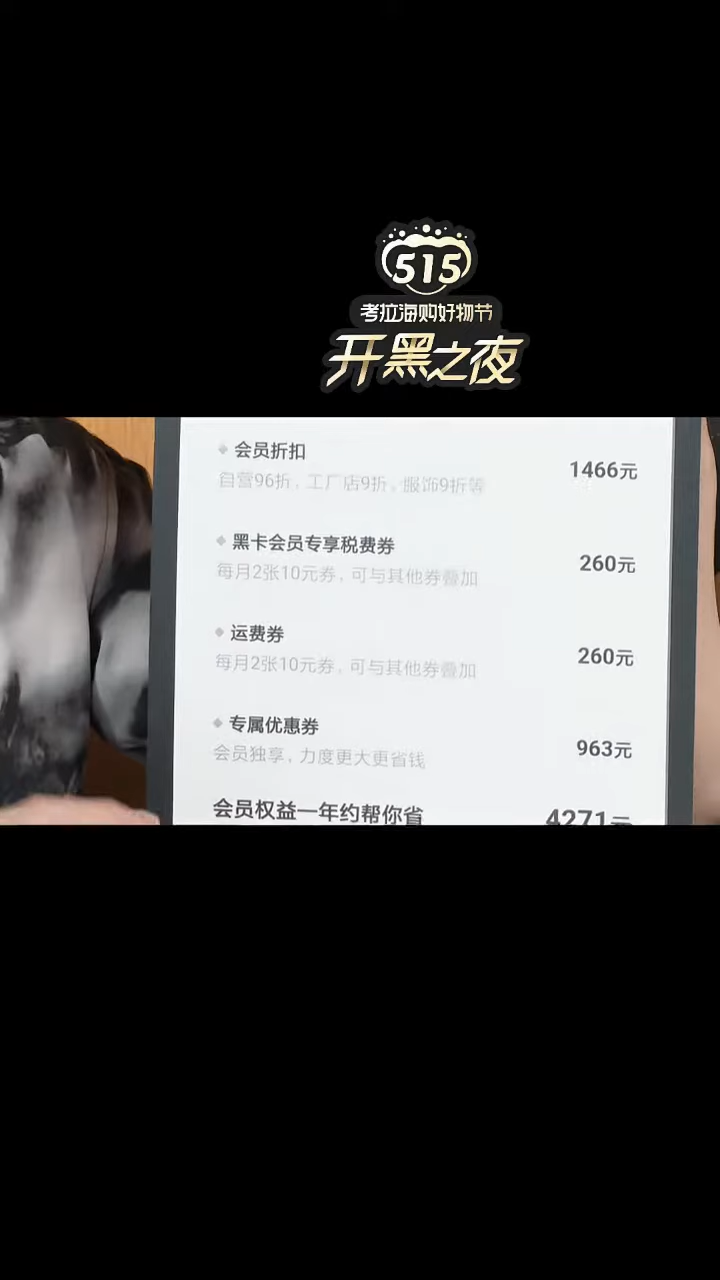 515
考拉海购好物节
开黑之夜
会员折扣
1466元
自营96折，工厂店9折，服饰9折等
黑卡会员专享税费券
260元
每月2张10元券，可与其他券叠加
运费券
260元
每月2张10元券，可与其他券叠加
专属优惠券
963元
会员独享，力度更大更省钱
会员权益一年约帮你省
4271元